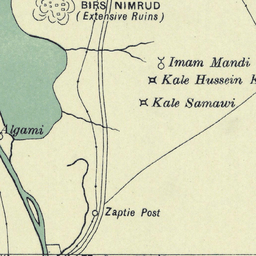 BIRS NIMRUD
(Extensive Ruins)
Imam Mandi
Kale Hussein
Kale Samawi
Algami
Zaptie Post